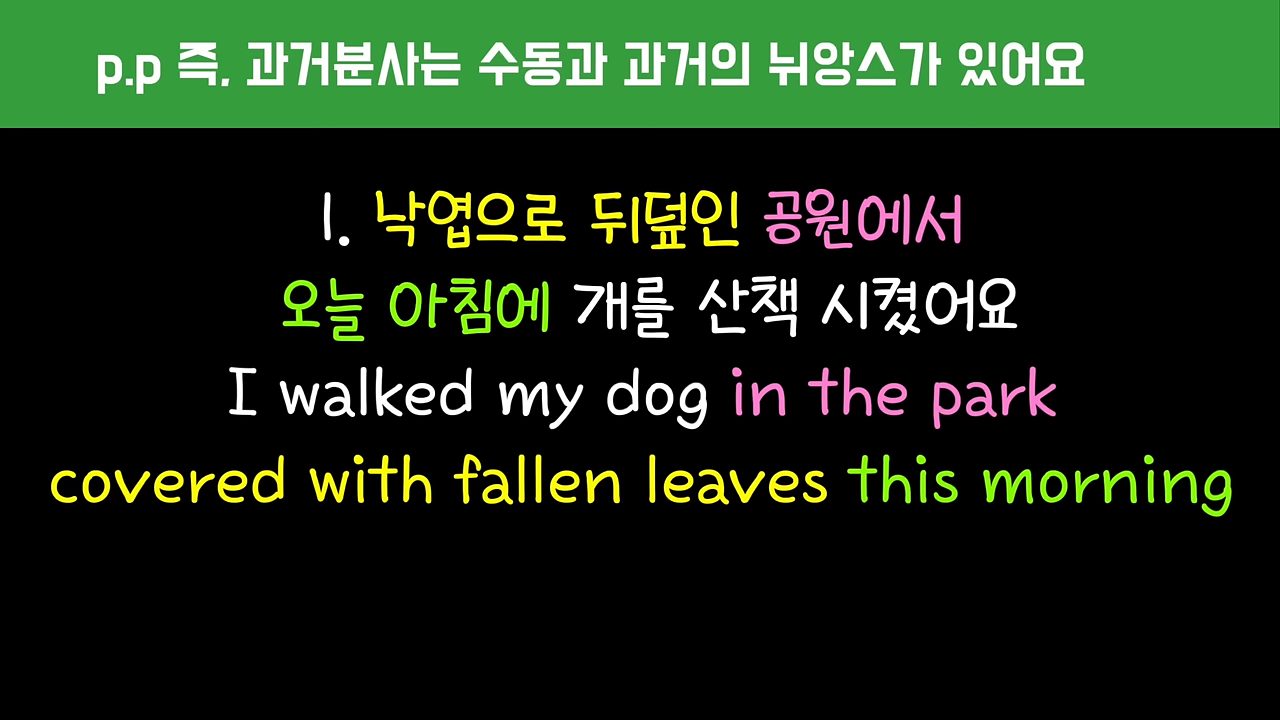 p.p 즉, 과거분사는 수동과 과거의 뉘앙스가 있어요
1. 낙엽으로 뒤덮인 공원에서
오늘 아침에 개를 산책 시켰어요
I walked my dog in the park
covered with fallen leaves this morning